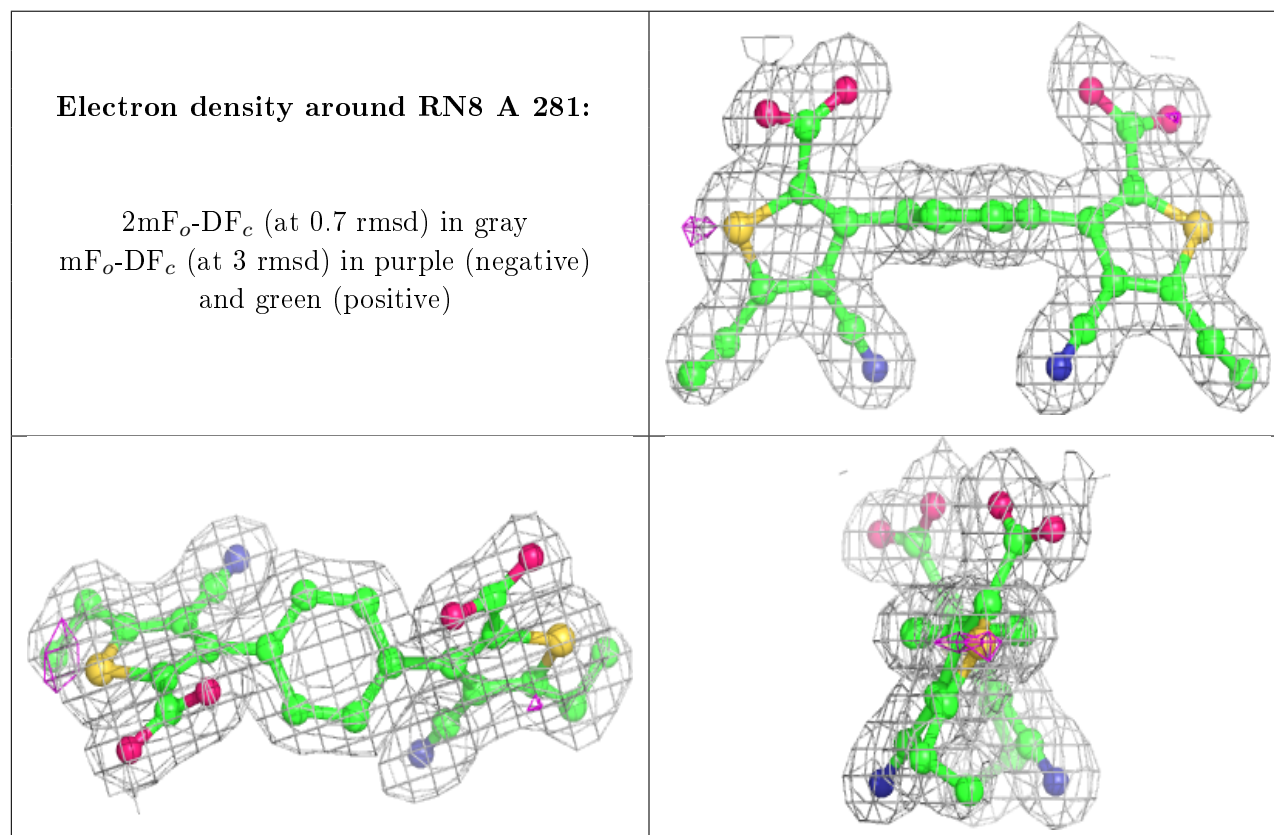 Electron density around RN8 A 281:
2mFₒ-DF𝒸 (at 0.7 rmsd) in gray
mFₒ-DF𝒸 (at 3 rmsd) in purple (negative)
and green (positive)